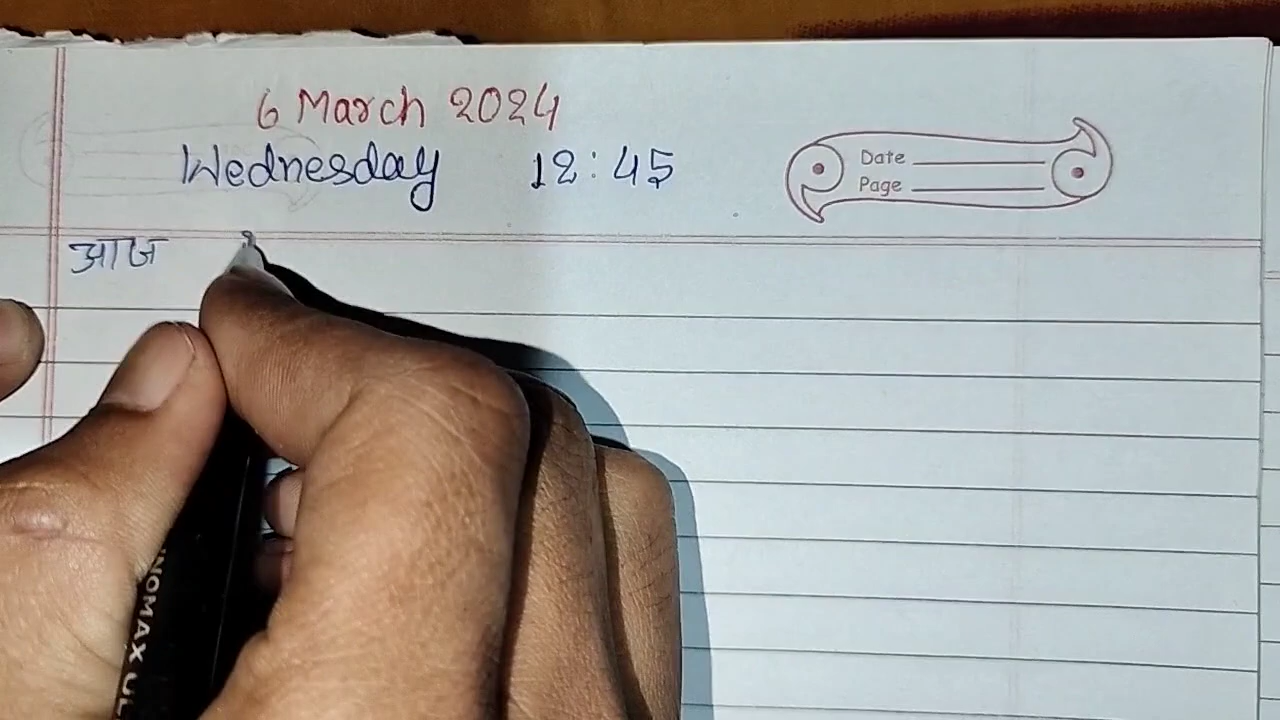 6 March 2024
Wednesday 12:45
Date
Page
आज